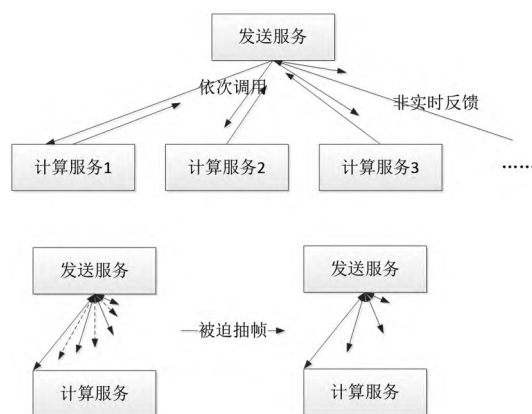 发送服务
依次调用
非实时反馈
计算服务1
计算服务2
计算服务3
……
发送服务
发送服务
被迫抽帧
计算服务
计算服务